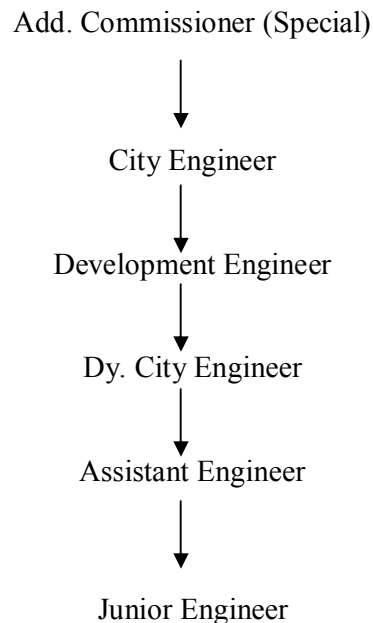 Add. Commissioner (Special)
City Engineer
Development Engineer
Dy. City Engineer
Assistant Engineer
Junior Engineer